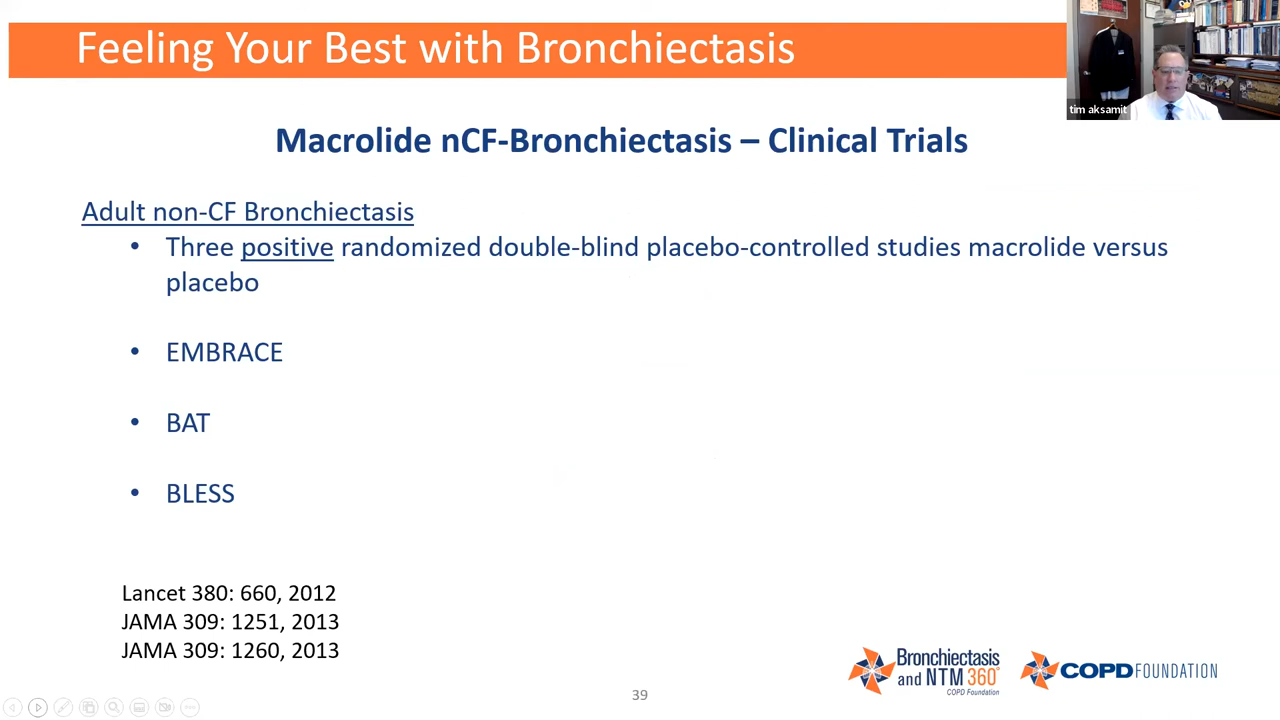 Feeling Your Best with Bronchiectasis
tim aksamit
Macrolide nCF-Bronchiectasis – Clinical Trials
Adult non-CF Bronchiectasis
• Three positive randomized double-blind placebo-controlled studies macrolide versus
placebo
• EMBRACE
• BAT
• BLESS
Lancet 380: 660, 2012
JAMA 309: 1251, 2013
JAMA 309: 1260, 2013
Bronchiectasis
and NTM 360°
COPD Foundation
COPD FOUNDATION
39